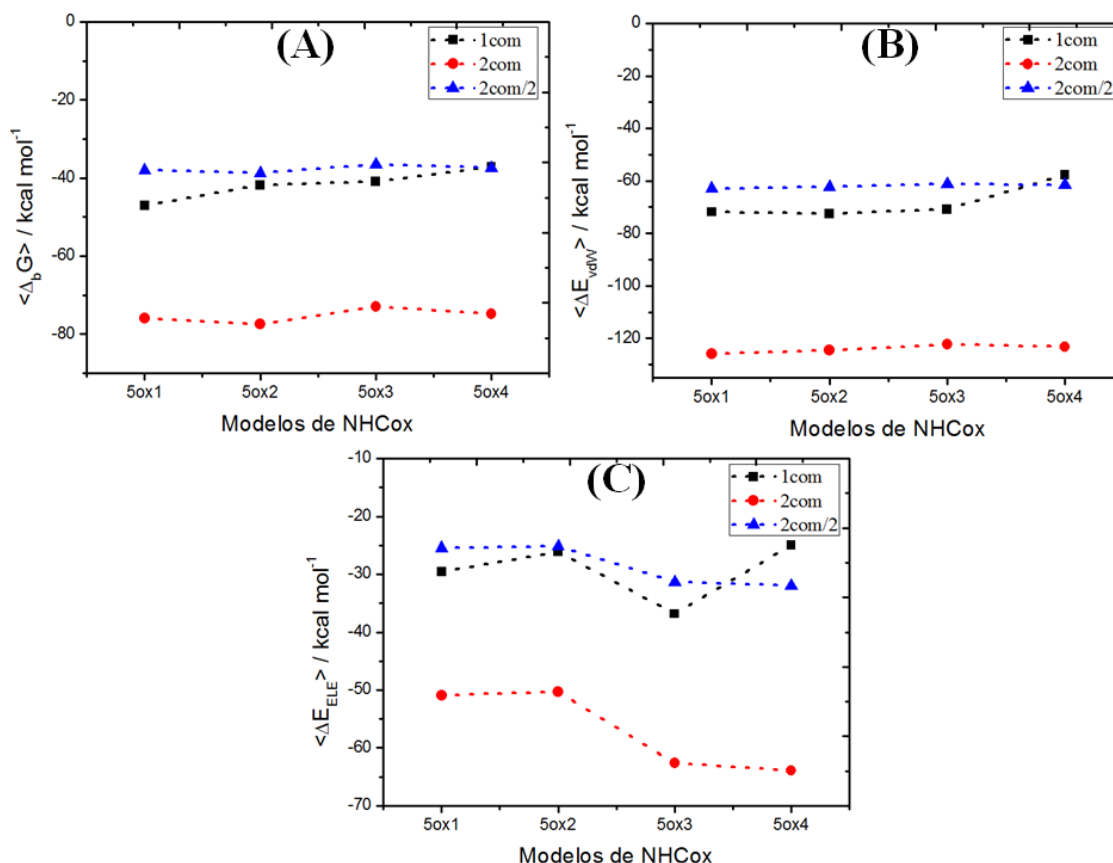 (A)
1com
2com
2com/2
0
-20
-40
-60
-80
<Δ_bG> / kcal mol⁻¹
5ox1 5ox2 5ox3 5ox4
Modelos de NHCox
(B)
1com
2com
2com/2
0
-20
-40
-60
-80
-100
-120
<ΔE_vdW> / kcal mol⁻¹
5ox1 5ox2 5ox3 5ox4
Modelos de NHCox
(C)
1com
2com
2com/2
-10
-20
-30
-40
-50
-60
-70
<ΔE_ELE> / kcal mol⁻¹
5ox1 5ox2 5ox3 5ox4
Modelos de NHCox